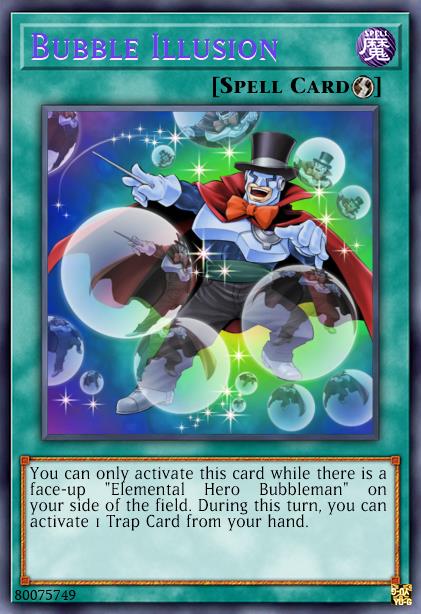 Bubble Illusion
SPELL
魔
[Spell Card]
You can only activate this card while there is a
face-up "Elemental Hero Bubbleman" on
your side of the field. During this turn, you can
activate 1 Trap Card from your hand.
80075749